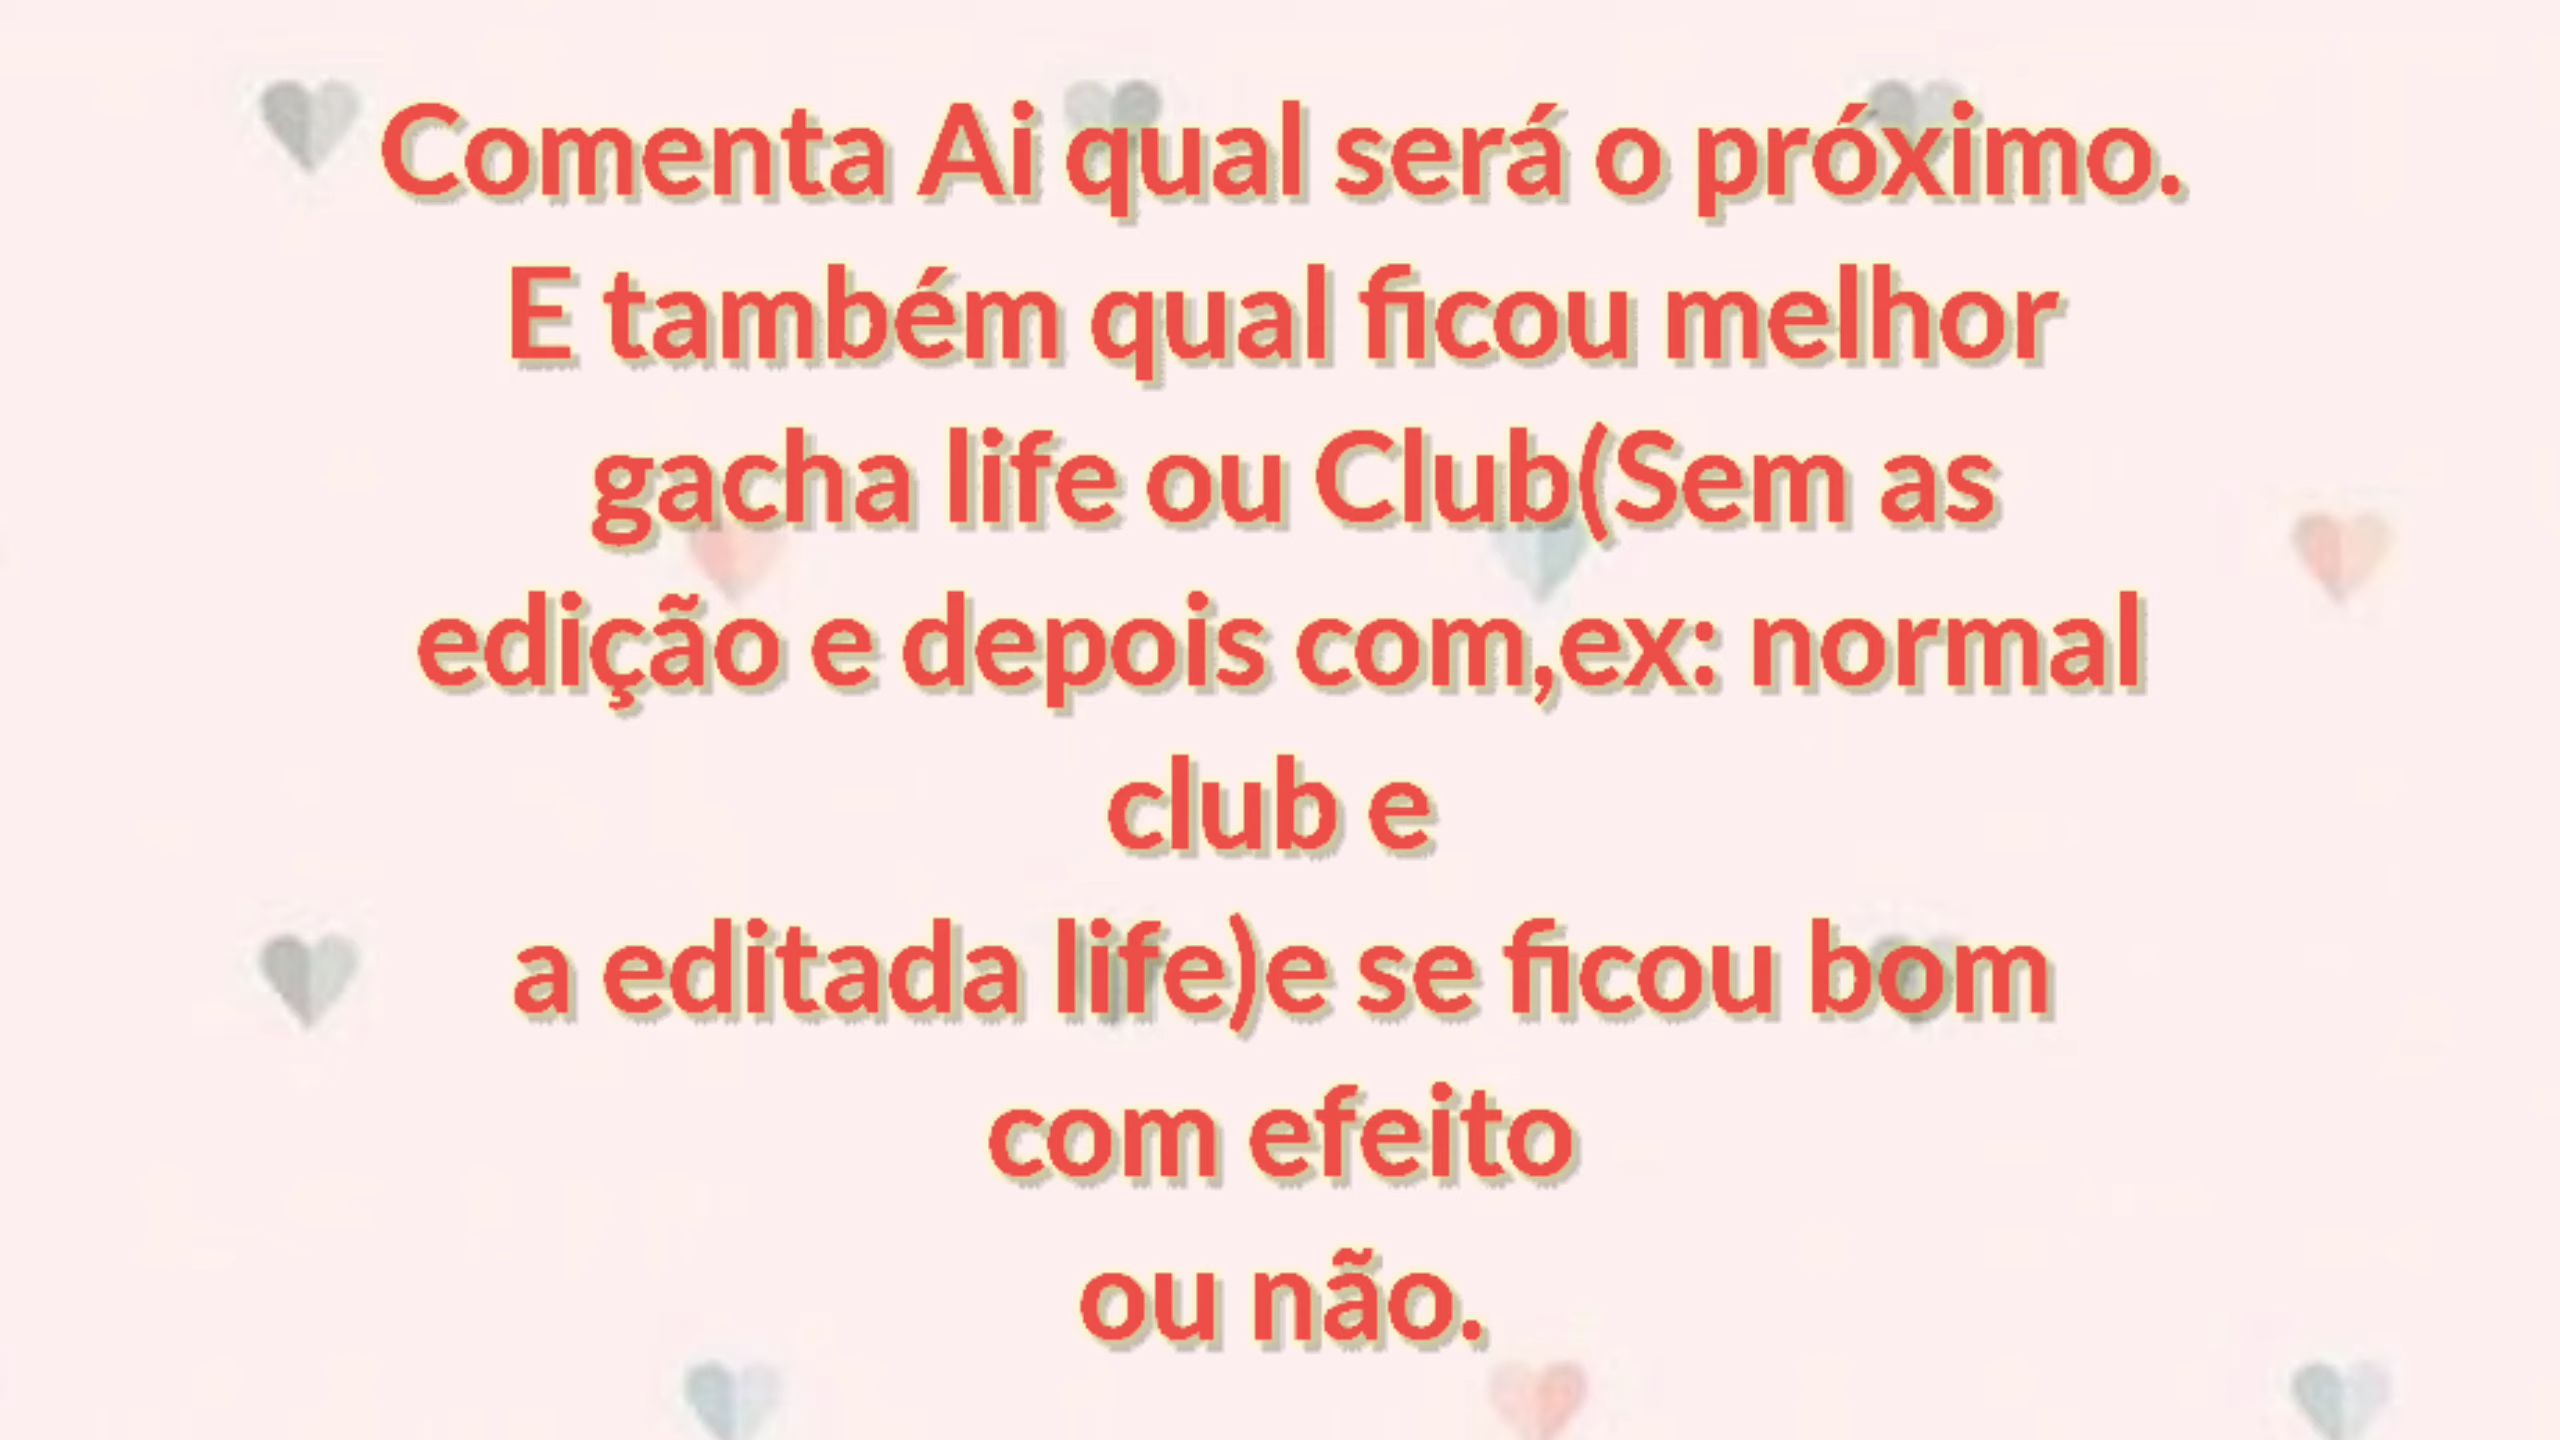 Comenta Ai qual será o próximo.
E também qual ficou melhor
gacha life ou Club(Sem as
edição e depois com,ex: normal
club e
a editada life)e se ficou bom
com efeito
ou não.